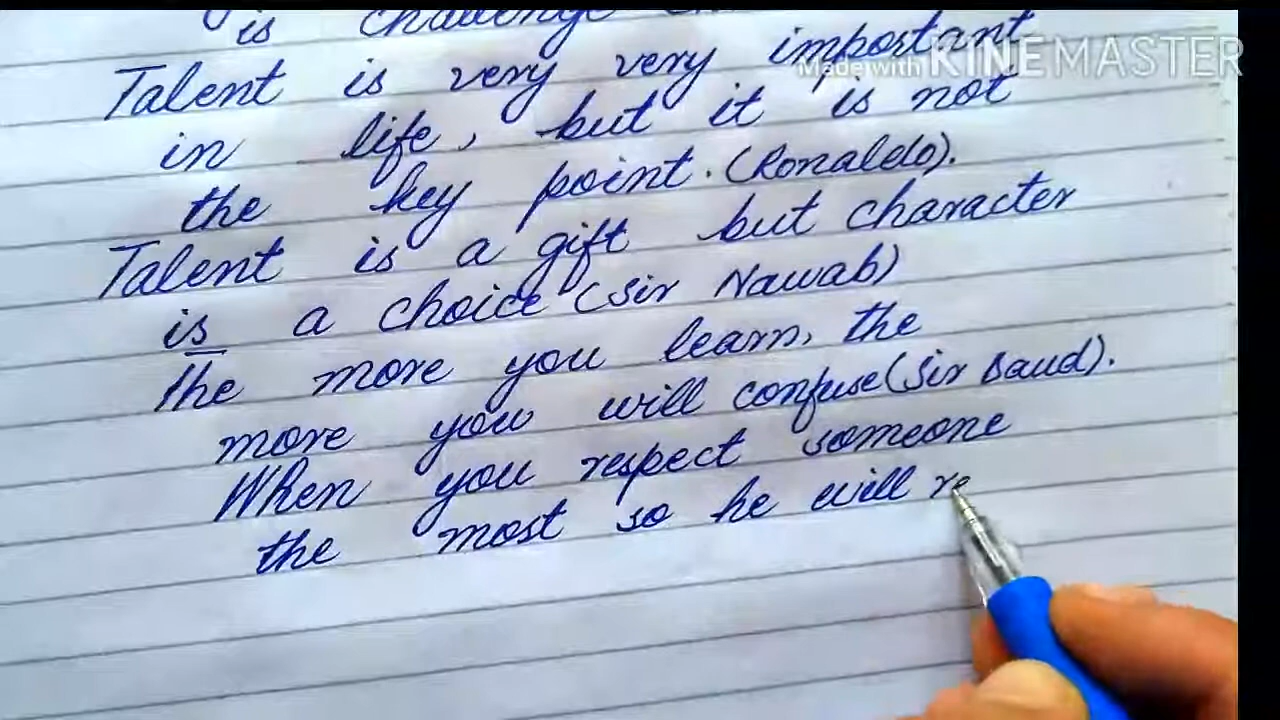 is challenge
Talent is very very important
Made with KINEMASTER
in life, but it is not
the key point. (Ronaldo).
Talent is a gift but character
is a choice (Sir Nawab)
The more you learn, the
more you will confuse (Sir Daud).
When you respect someone
the most so he will re